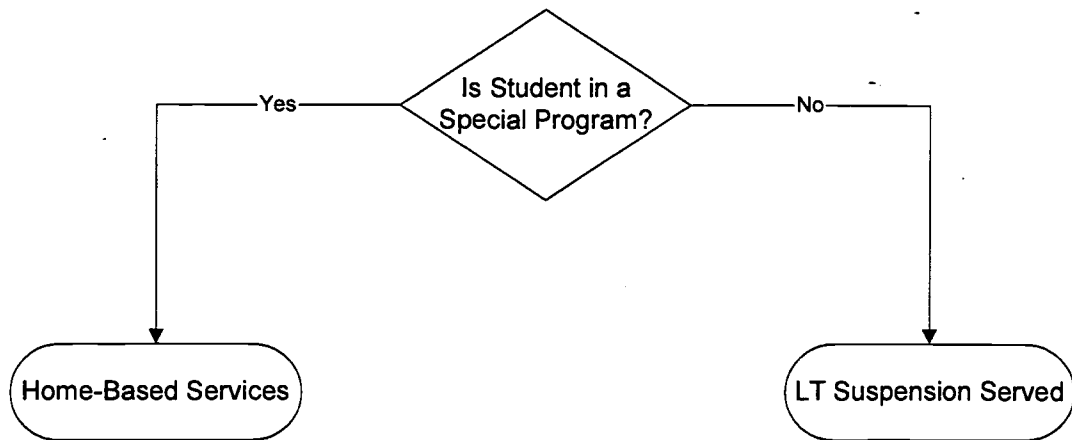 Is Student in a
Special Program?
Yes
No
Home-Based Services
LT Suspension Served